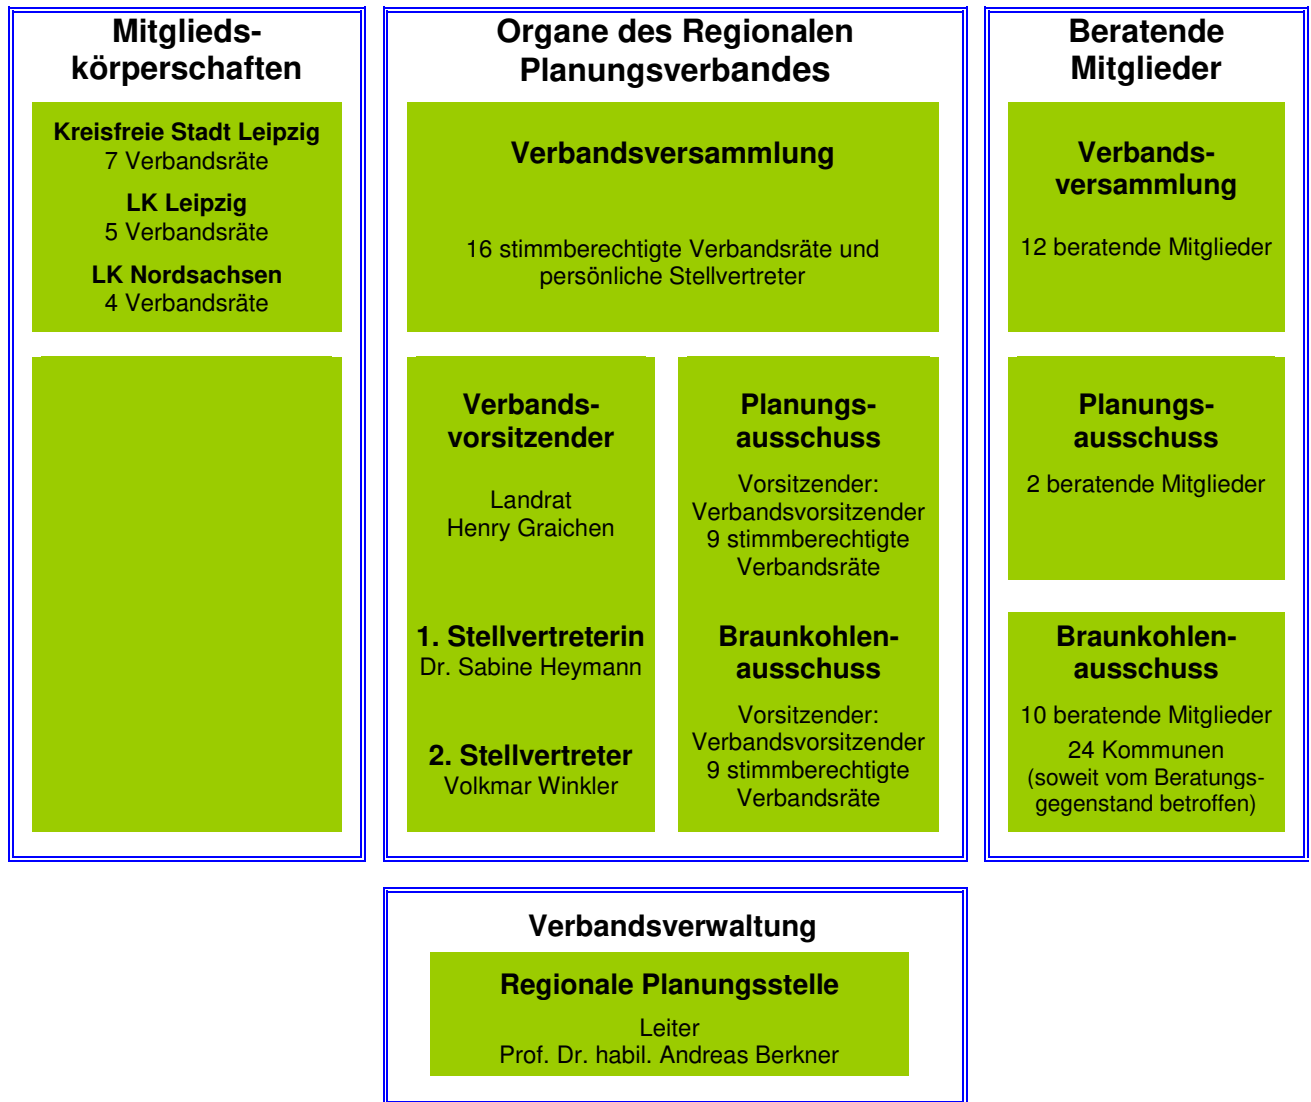 Mitglieds-
körperschaften
Kreisfreie Stadt Leipzig
7 Verbandsräte
LK Leipzig
5 Verbandsräte
LK Nordsachsen
4 Verbandsräte
Organe des Regionalen
Planungsverbandes
Verbandsversammlung
16 stimmberechtigte Verbandsräte und
persönliche Stellvertreter
Verbands-
vorsitzender
Landrat
Henry Graichen
1. Stellvertreterin
Dr. Sabine Heymann
2. Stellvertreter
Volkmar Winkler
Planungs-
ausschuss
Vorsitzender:
Verbandsvorsitzender
9 stimmberechtigte
Verbandsräte
Braunkohlen-
ausschuss
Vorsitzender:
Verbandsvorsitzender
9 stimmberechtigte
Verbandsräte
Beratende
Mitglieder
Verbands-
versammlung
12 beratende Mitglieder
Planungs-
ausschuss
2 beratende Mitglieder
Braunkohlen-
ausschuss
10 beratende Mitglieder
24 Kommunen
(soweit vom Beratungs-
gegenstand betroffen)
Verbandsverwaltung
Regionale Planungsstelle
Leiter
Prof. Dr. habil. Andreas Berkner